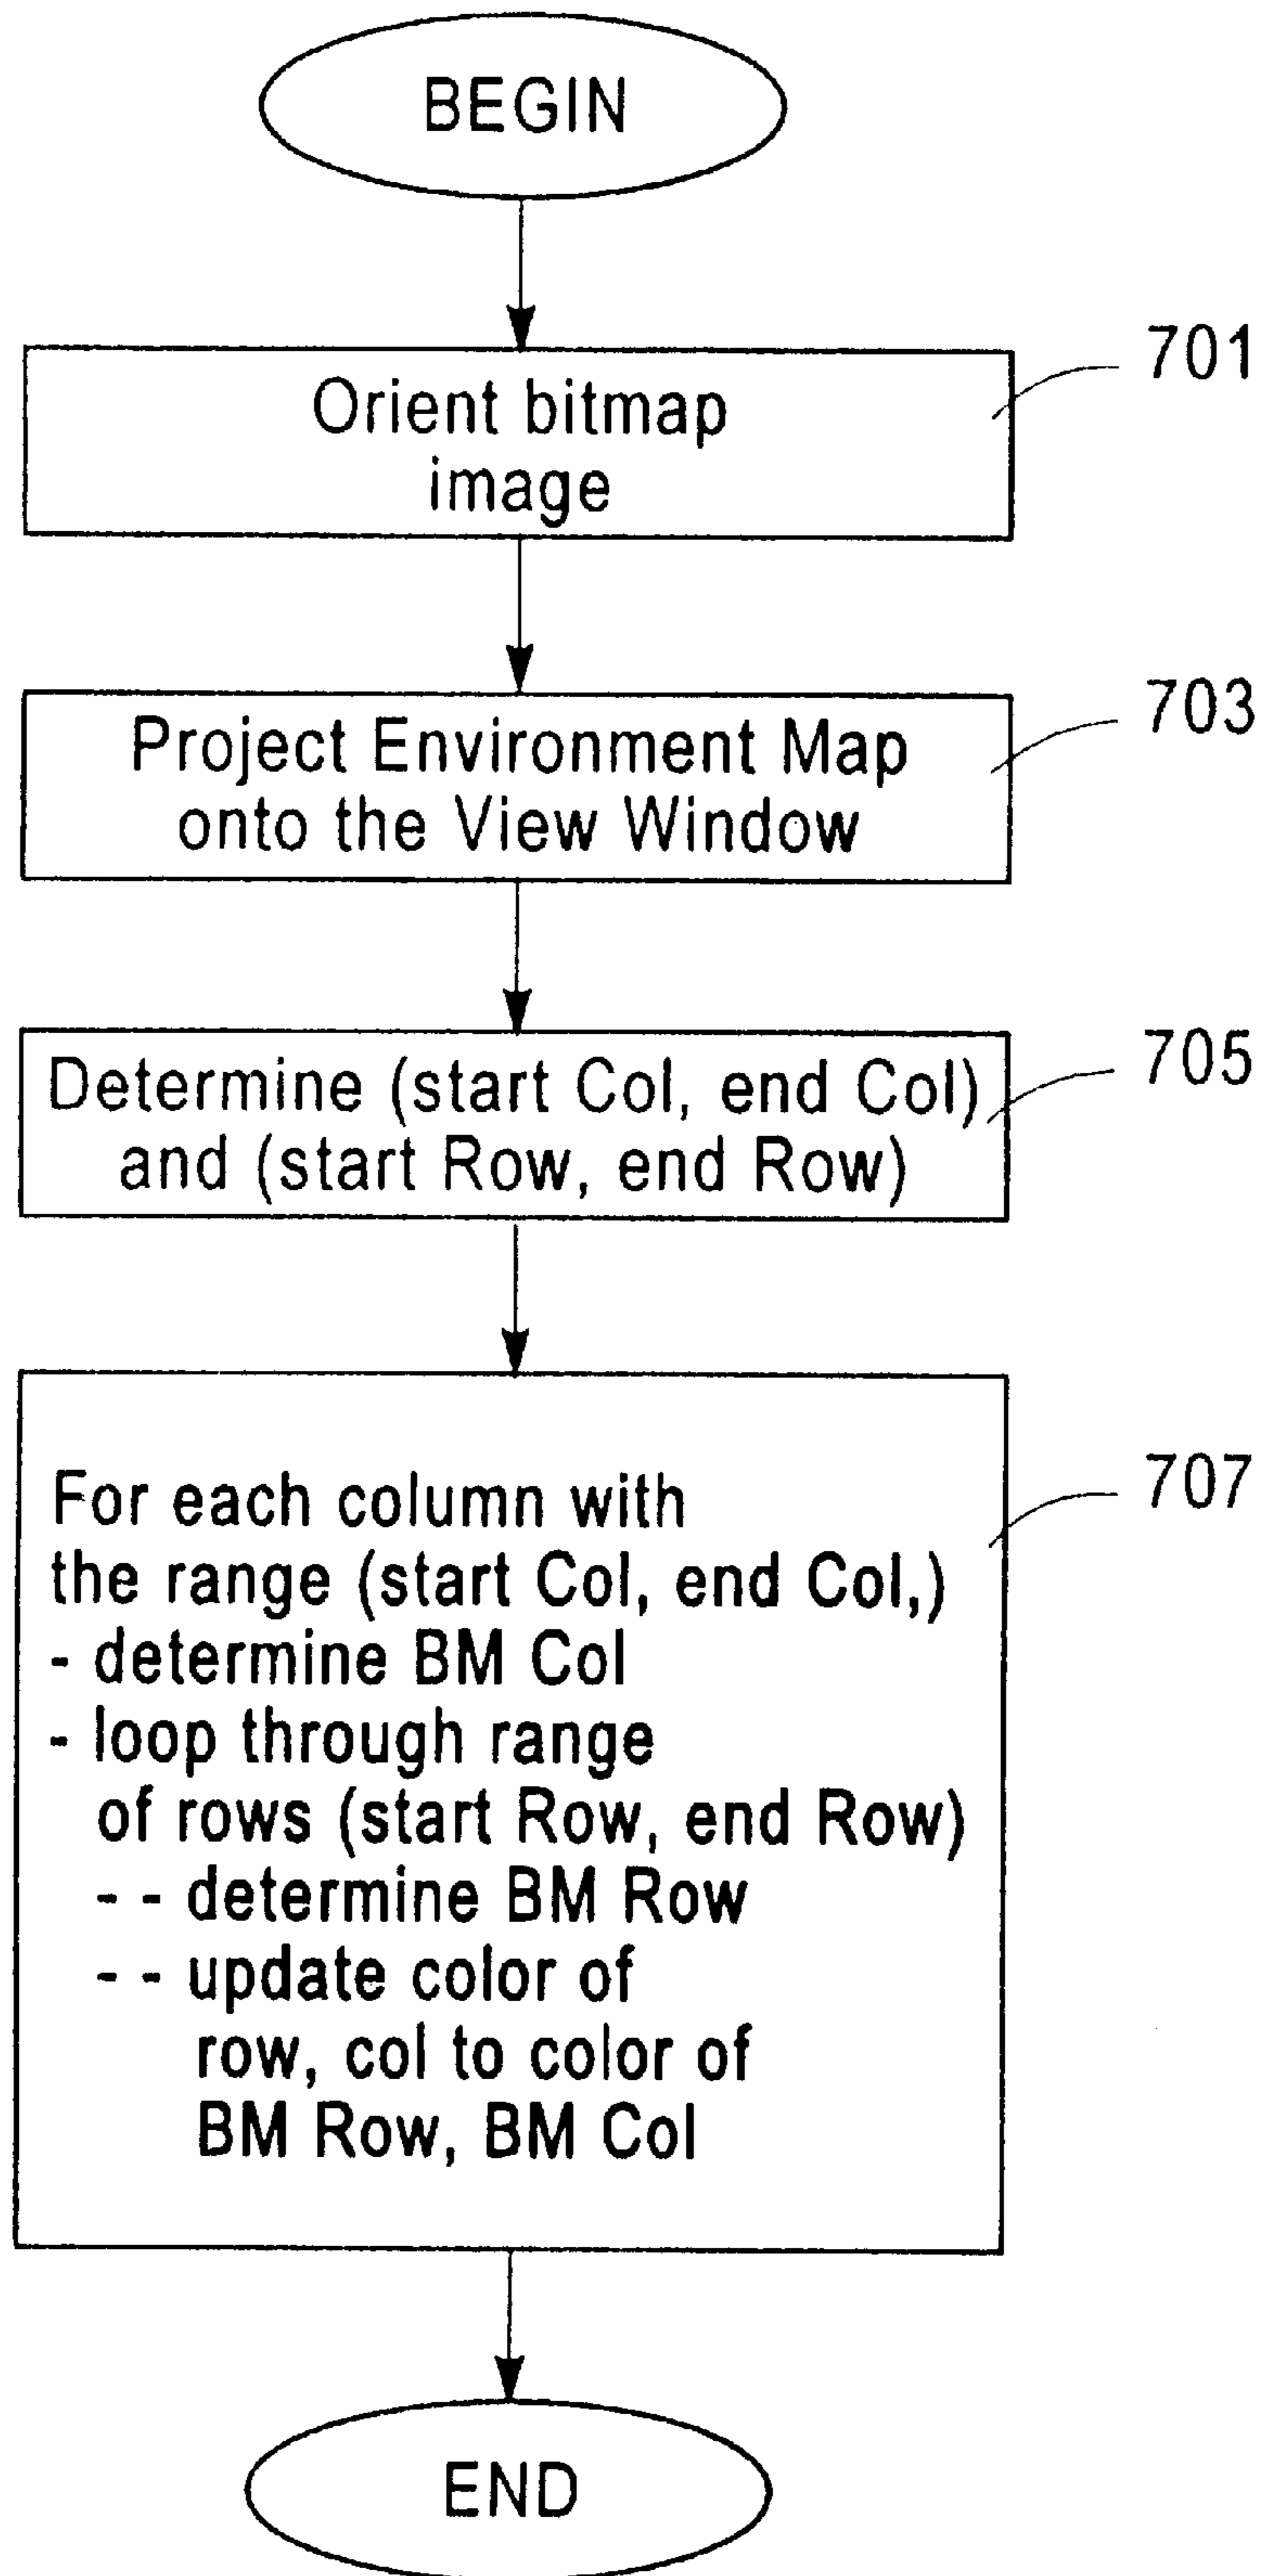 BEGIN
701
Orient bitmap
image
703
Project Environment Map
onto the View Window
705
Determine (start Col, end Col)
and (start Row, end Row)
707
For each column with
the range (start Col, end Col,)
- determine BM Col
- loop through range
of rows (start Row, end Row)
- - determine BM Row
- - update color of
row, col to color of
BM Row, BM Col
END